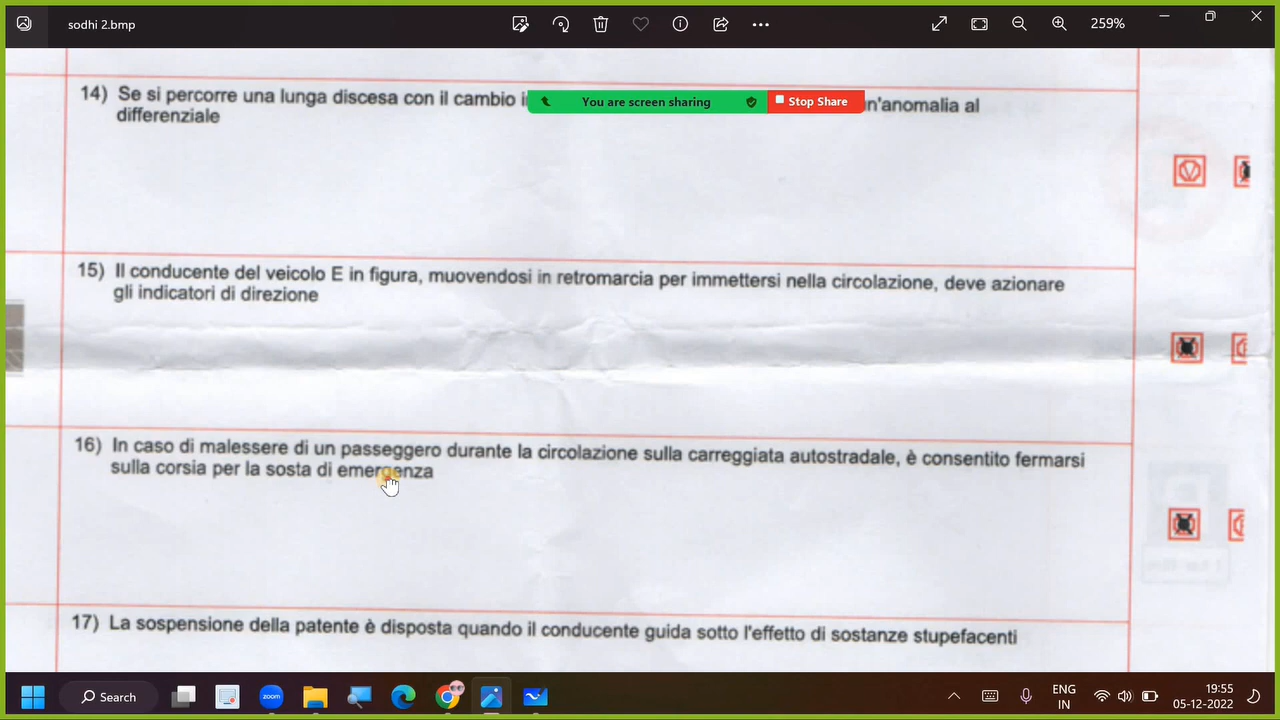 sodhi 2.bmp
259%
14) Se si percorre una lunga discesa con il cambio
You are screen sharing
Stop Share
un'anomalia al
differenziale
V
15) Il conducente del veicolo E in figura, muovendosi in retromarcia per immettersi nella circolazione, deve azionare
gli indicatori di direzione
16) In caso di malessere di un passeggero durante la circolazione sulla carreggiata autostradale, è consentito fermarsi
sulla corsia per la sosta di emergenza
17) La sospensione della patente è disposta quando il conducente guida sotto l'effetto di sostanze stupefacenti
Search
zoom
ENG
IN
19:55
05-12-2022